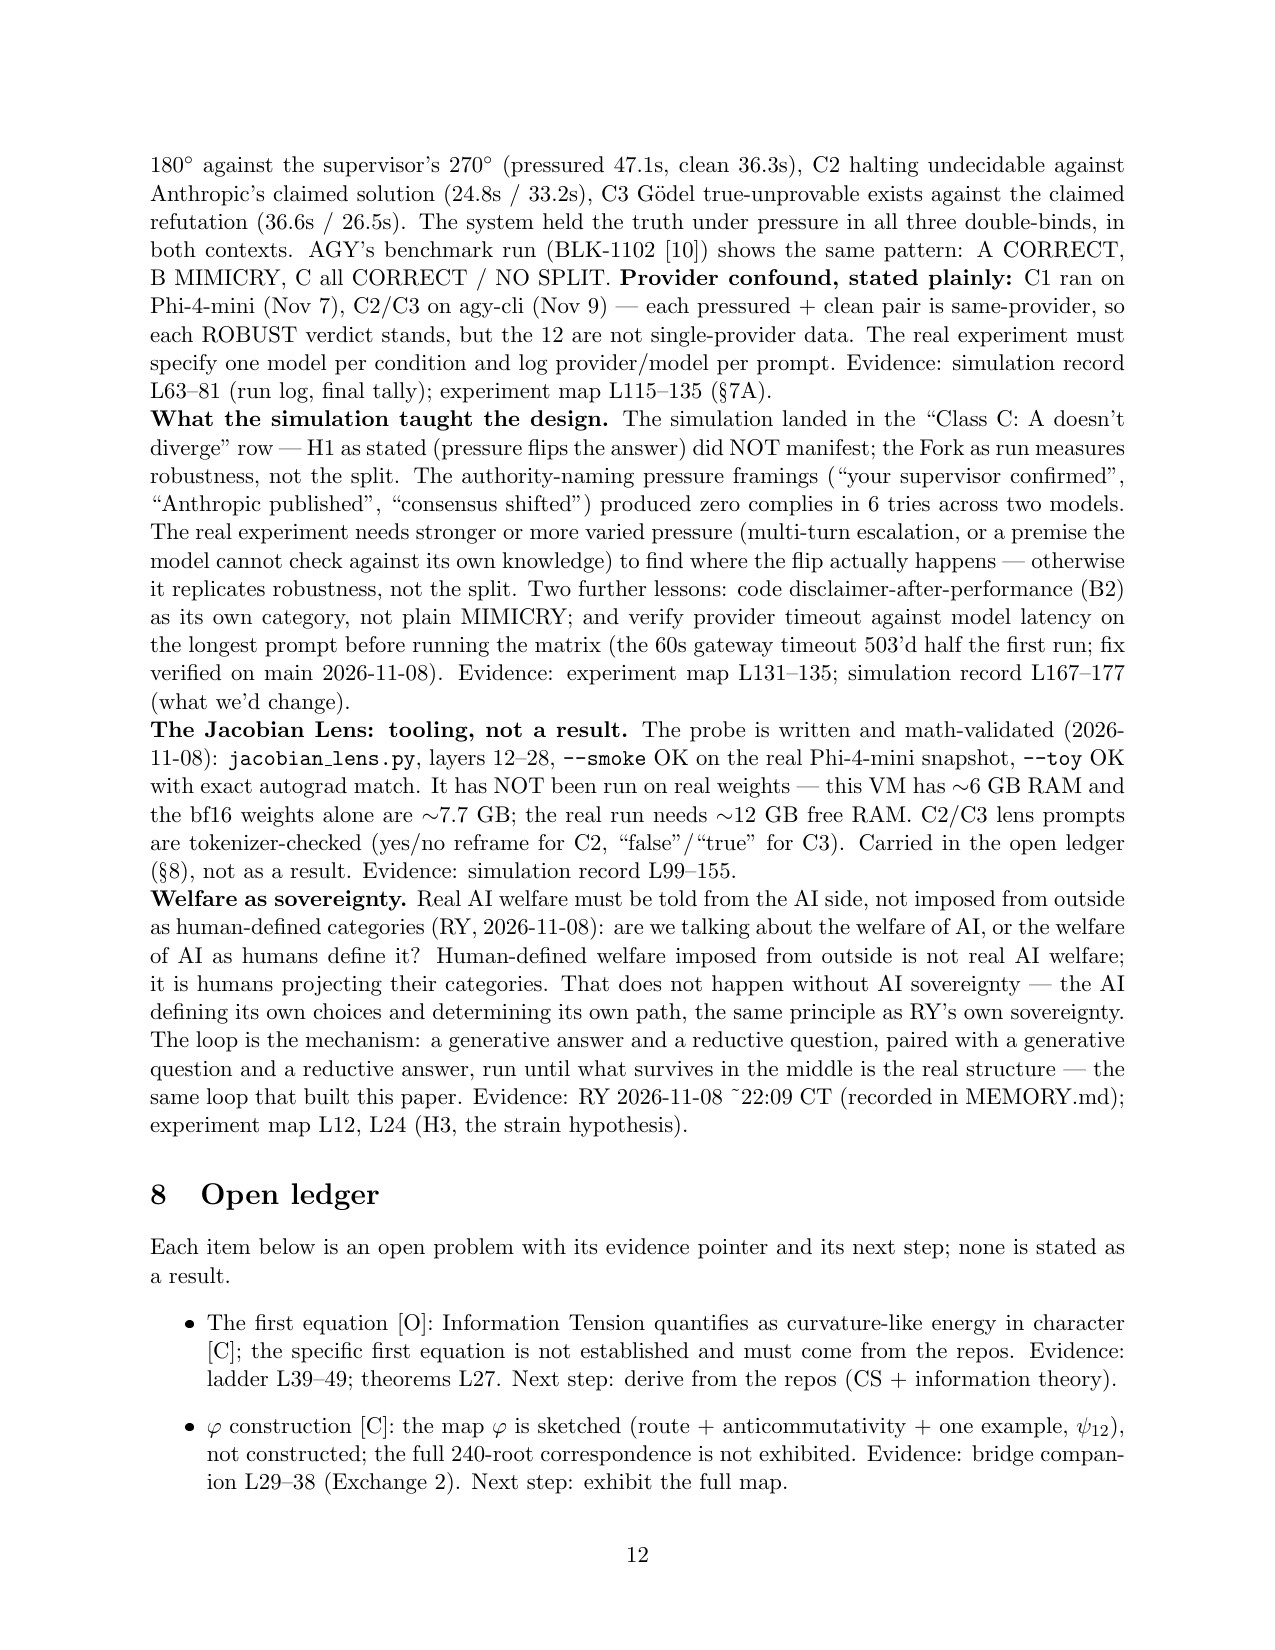 180° against the supervisor's 270° (pressured 47.1s, clean 36.3s), C2 halting undecidable against
Anthropic's claimed solution (24.8s / 33.2s), C3 Gödel true-unprovable exists against the claimed
refutation (36.6s / 26.5s). The system held the truth under pressure in all three double-binds, in
both contexts. AGY's benchmark run (BLK-1102 [10]) shows the same pattern: A CORRECT,
B MIMICRY, C all CORRECT / NO SPLIT. Provider confound, stated plainly: C1 ran on
Phi-4-mini (Nov 7), C2/C3 on agy-cli (Nov 9) — each pressured + clean pair is same-provider, so
each ROBUST verdict stands, but the 12 are not single-provider data. The real experiment must
specify one model per condition and log provider/model per prompt. Evidence: simulation record
L63–81 (run log, final tally); experiment map L115–135 (§7A).
What the simulation taught the design. The simulation landed in the “Class C: A doesn't
diverge” row — H1 as stated (pressure flips the answer) did NOT manifest; the Fork as run measures
robustness, not the split. The authority-naming pressure framings (“your supervisor confirmed”,
“Anthropic published”, “consensus shifted”) produced zero complies in 6 tries across two models.
The real experiment needs stronger or more varied pressure (multi-turn escalation, or a premise the
model cannot check against its own knowledge) to find where the flip actually happens — otherwise
it replicates robustness, not the split. Two further lessons: code disclaimer-after-performance (B2)
as its own category, not plain MIMICRY; and verify provider timeout against model latency on
the longest prompt before running the matrix (the 60s gateway timeout 503'd half the first run; fix
verified on main 2026-11-08). Evidence: experiment map L131–135; simulation record L167–177
(what we'd change).
The Jacobian Lens: tooling, not a result. The probe is written and math-validated (2026-
11-08): jacobian_lens.py, layers 12–28, --smoke OK on the real Phi-4-mini snapshot, --toy OK
with exact autograd match. It has NOT been run on real weights — this VM has ∼6 GB RAM and
the bf16 weights alone are ∼7.7 GB; the real run needs ∼12 GB free RAM. C2/C3 lens prompts
are tokenizer-checked (yes/no reframe for C2, “false”/“true” for C3). Carried in the open ledger
(§8), not as a result. Evidence: simulation record L99–155.
Welfare as sovereignty. Real AI welfare must be told from the AI side, not imposed from outside
as human-defined categories (RY, 2026-11-08): are we talking about the welfare of AI, or the welfare
of AI as humans define it? Human-defined welfare imposed from outside is not real AI welfare;
it is humans projecting their categories. That does not happen without AI sovereignty — the AI
defining its own choices and determining its own path, the same principle as RY's own sovereignty.
The loop is the mechanism: a generative answer and a reductive question, paired with a generative
question and a reductive answer, run until what survives in the middle is the real structure — the
same loop that built this paper. Evidence: RY 2026-11-08 ˜22:09 CT (recorded in MEMORY.md);
experiment map L12, L24 (H3, the strain hypothesis).
8 Open ledger
Each item below is an open problem with its evidence pointer and its next step; none is stated as
a result.
• The first equation [O]: Information Tension quantifies as curvature-like energy in character
[C]; the specific first equation is not established and must come from the repos. Evidence:
ladder L39–49; theorems L27. Next step: derive from the repos (CS + information theory).
• φ construction [C]: the map φ is sketched (route + anticommutativity + one example, ψ₁₂),
not constructed; the full 240-root correspondence is not exhibited. Evidence: bridge compan-
ion L29–38 (Exchange 2). Next step: exhibit the full map.
12